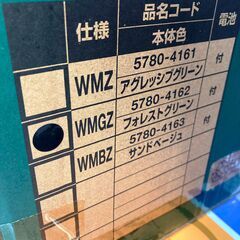 仕様
品名コード
本体色
電池
WMZ
5780-4161
アグレッシブグリーン
付
WMGZ
5780-4162
フォレストグリーン
付
WMBZ
5780-4163
サンドベージュ
付